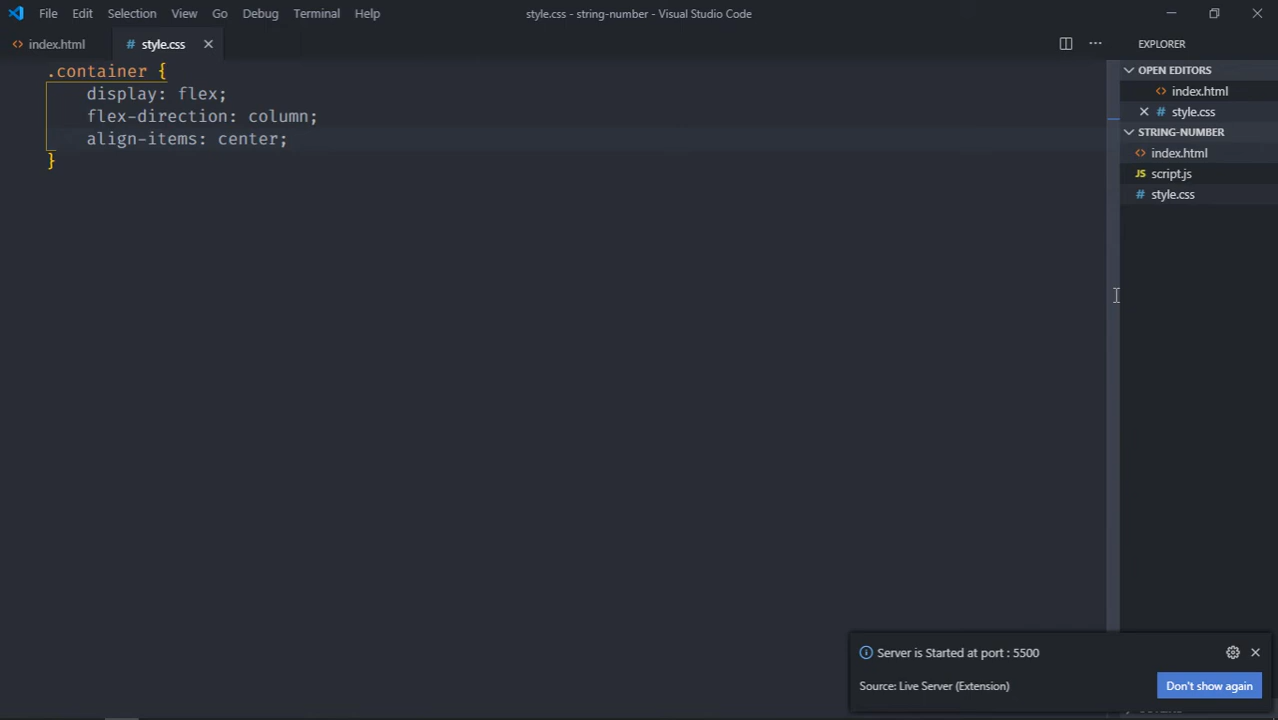 File Edit Selection View Go Debug Terminal Help
style.css - string-number - Visual Studio Code
<> index.html
# style.css
EXPLORER
.container {
display: flex;
flex-direction: column;
align-items: center;
}
OPEN EDITORS
<> index.html
# style.css
STRING-NUMBER
<> index.html
JS script.js
# style.css
Server is Started at port : 5500
Source: Live Server (Extension)
Don't show again